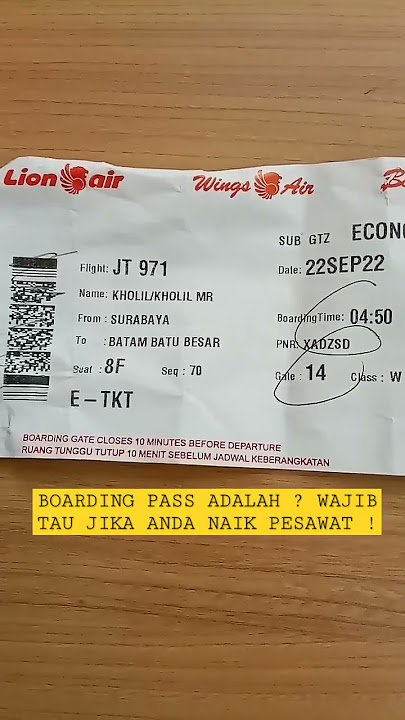 Lion air Wings Air
SUB GTZ ECONO
Flight: JT 971 Date: 22SEP22
Name: KHOLIL/KHOLIL MR
From : SURABAYA BoardingTime: 04:50
To : BATAM BATU BESAR PNR: XADZSD
Seat : 8F Seq : 70 Gate : 14 Class : W
E-TKT
BOARDING GATE CLOSES 10 MINUTES BEFORE DEPARTURE
RUANG TUNGGU TUTUP 10 MENIT SEBELUM JADWAL KEBERANGKATAN
BOARDING PASS ADALAH ? WAJIB
TAU JIKA ANDA NAIK PESAWAT !